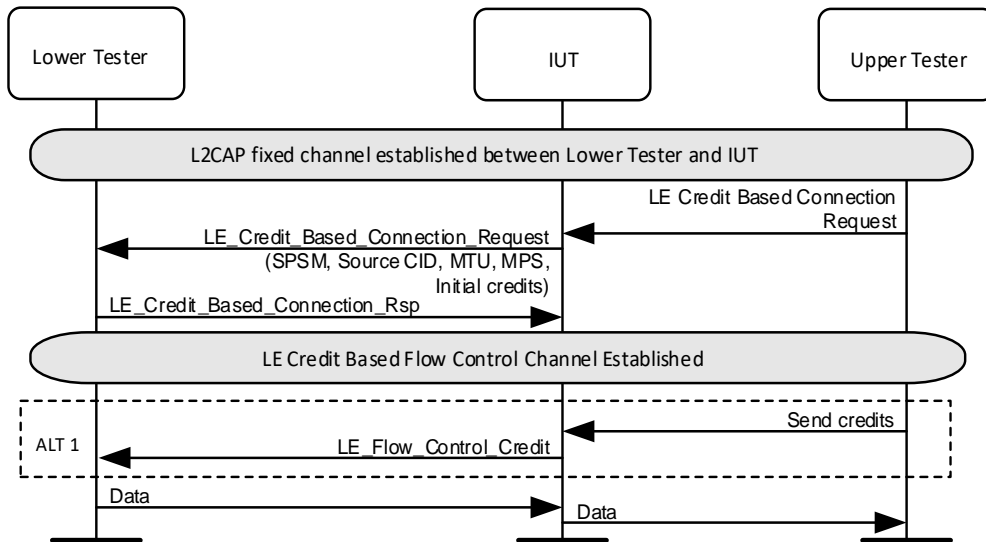 Lower Tester
IUT
Upper Tester
L2CAP fixed channel established between Lower Tester and IUT
LE Credit Based Connection
Request
LE_Credit_Based_Connection_Request
(SPSM, Source CID, MTU, MPS,
Initial credits)
LE_Credit_Based_Connection_Rsp
LE Credit Based Flow Control Channel Established
ALT 1
Send credits
LE_Flow_Control_Credit
Data
Data